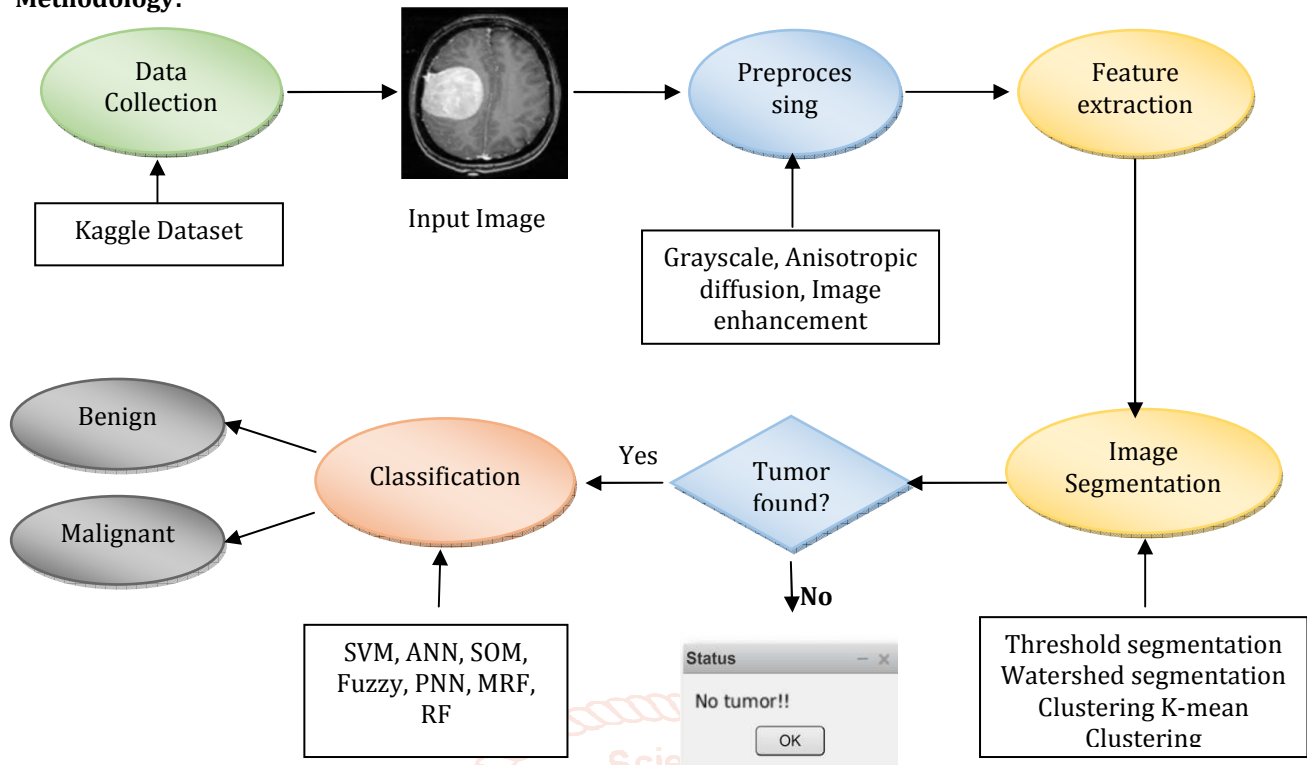 Methodology:
Data
Collection
Preproces
sing
Feature
extraction
Kaggle Dataset
Input Image
Grayscale, Anisotropic
diffusion, Image
enhancement
Benign
Malignant
Classification
Yes
Tumor
found?
Image
Segmentation
No
SVM, ANN, SOM,
Fuzzy, PNN, MRF,
RF
Status
No tumor!!
OK
Threshold segmentation
Watershed segmentation
Clustering K-mean
Clustering